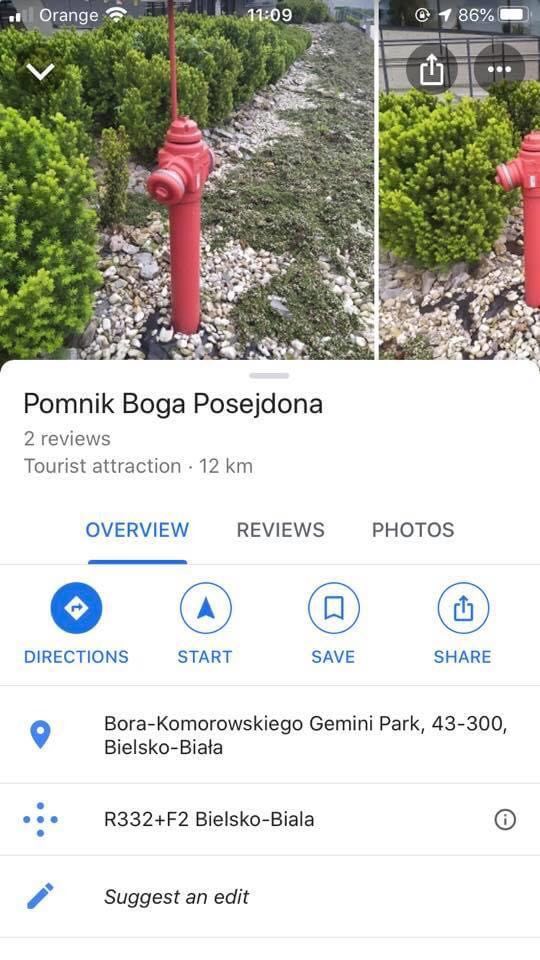 Orange 11:09 86%
Pomnik Boga Posejdona
2 reviews
Tourist attraction · 12 km
OVERVIEW REVIEWS PHOTOS
DIRECTIONS START SAVE SHARE
Bora-Komorowskiego Gemini Park, 43-300,
Bielsko-Biała
R332+F2 Bielsko-Biala
Suggest an edit